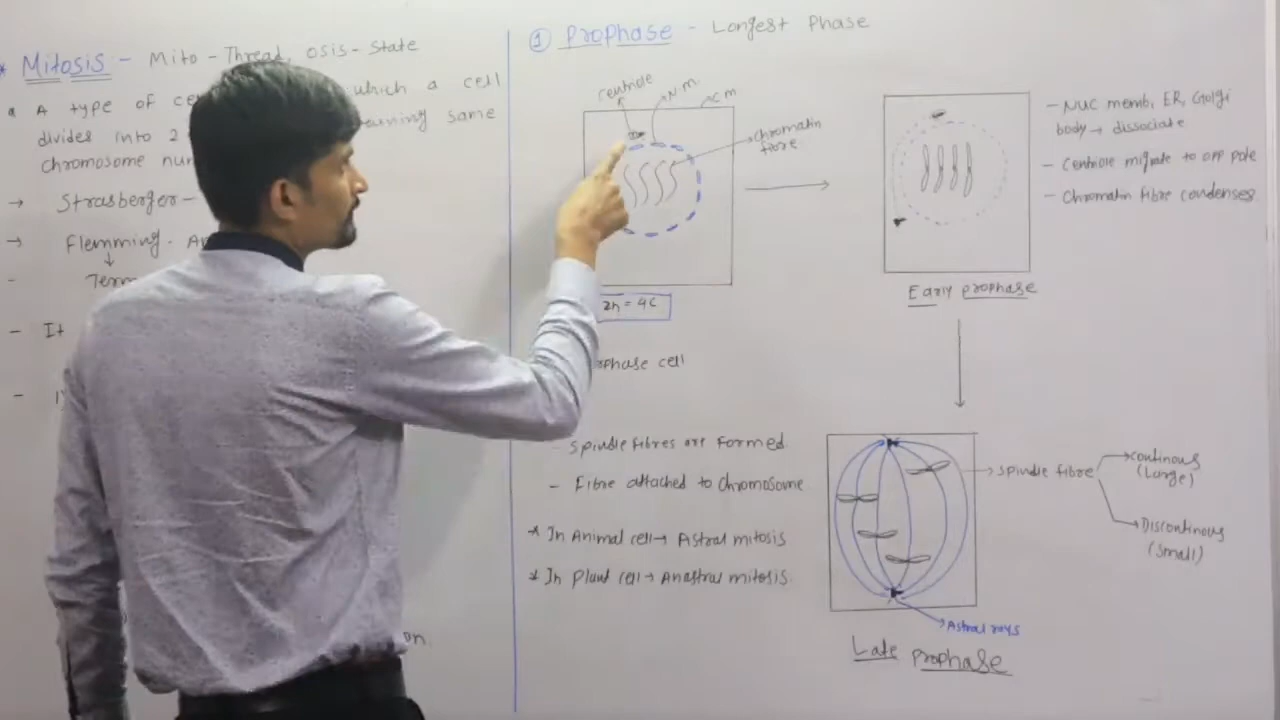 * Mitosis - Mito - Thread, osis - State
A type of ce which a cell
divides into 2 same
chromosome nu
→ Strasberger -
→ Flemming.
↓
- It
-
on
① Prophase - Longest Phase
centriole
N.m.
C m
chromatin
fibre
2n = 4C
phase cell
- NUC memb, ER, Golgi
body → dissociate
- Centriole migrate to opp pole
- Chromatin fibre condenses
Early prophase
- Spindle fibres are formed
- Fibre attached to chromosome
* In Animal cell → Astral mitosis
* In Plant cell → Anastral mitosis
Spindle fibre
Continous
(Large)
Discontinous
(Small)
Astral rays
Late Prophase